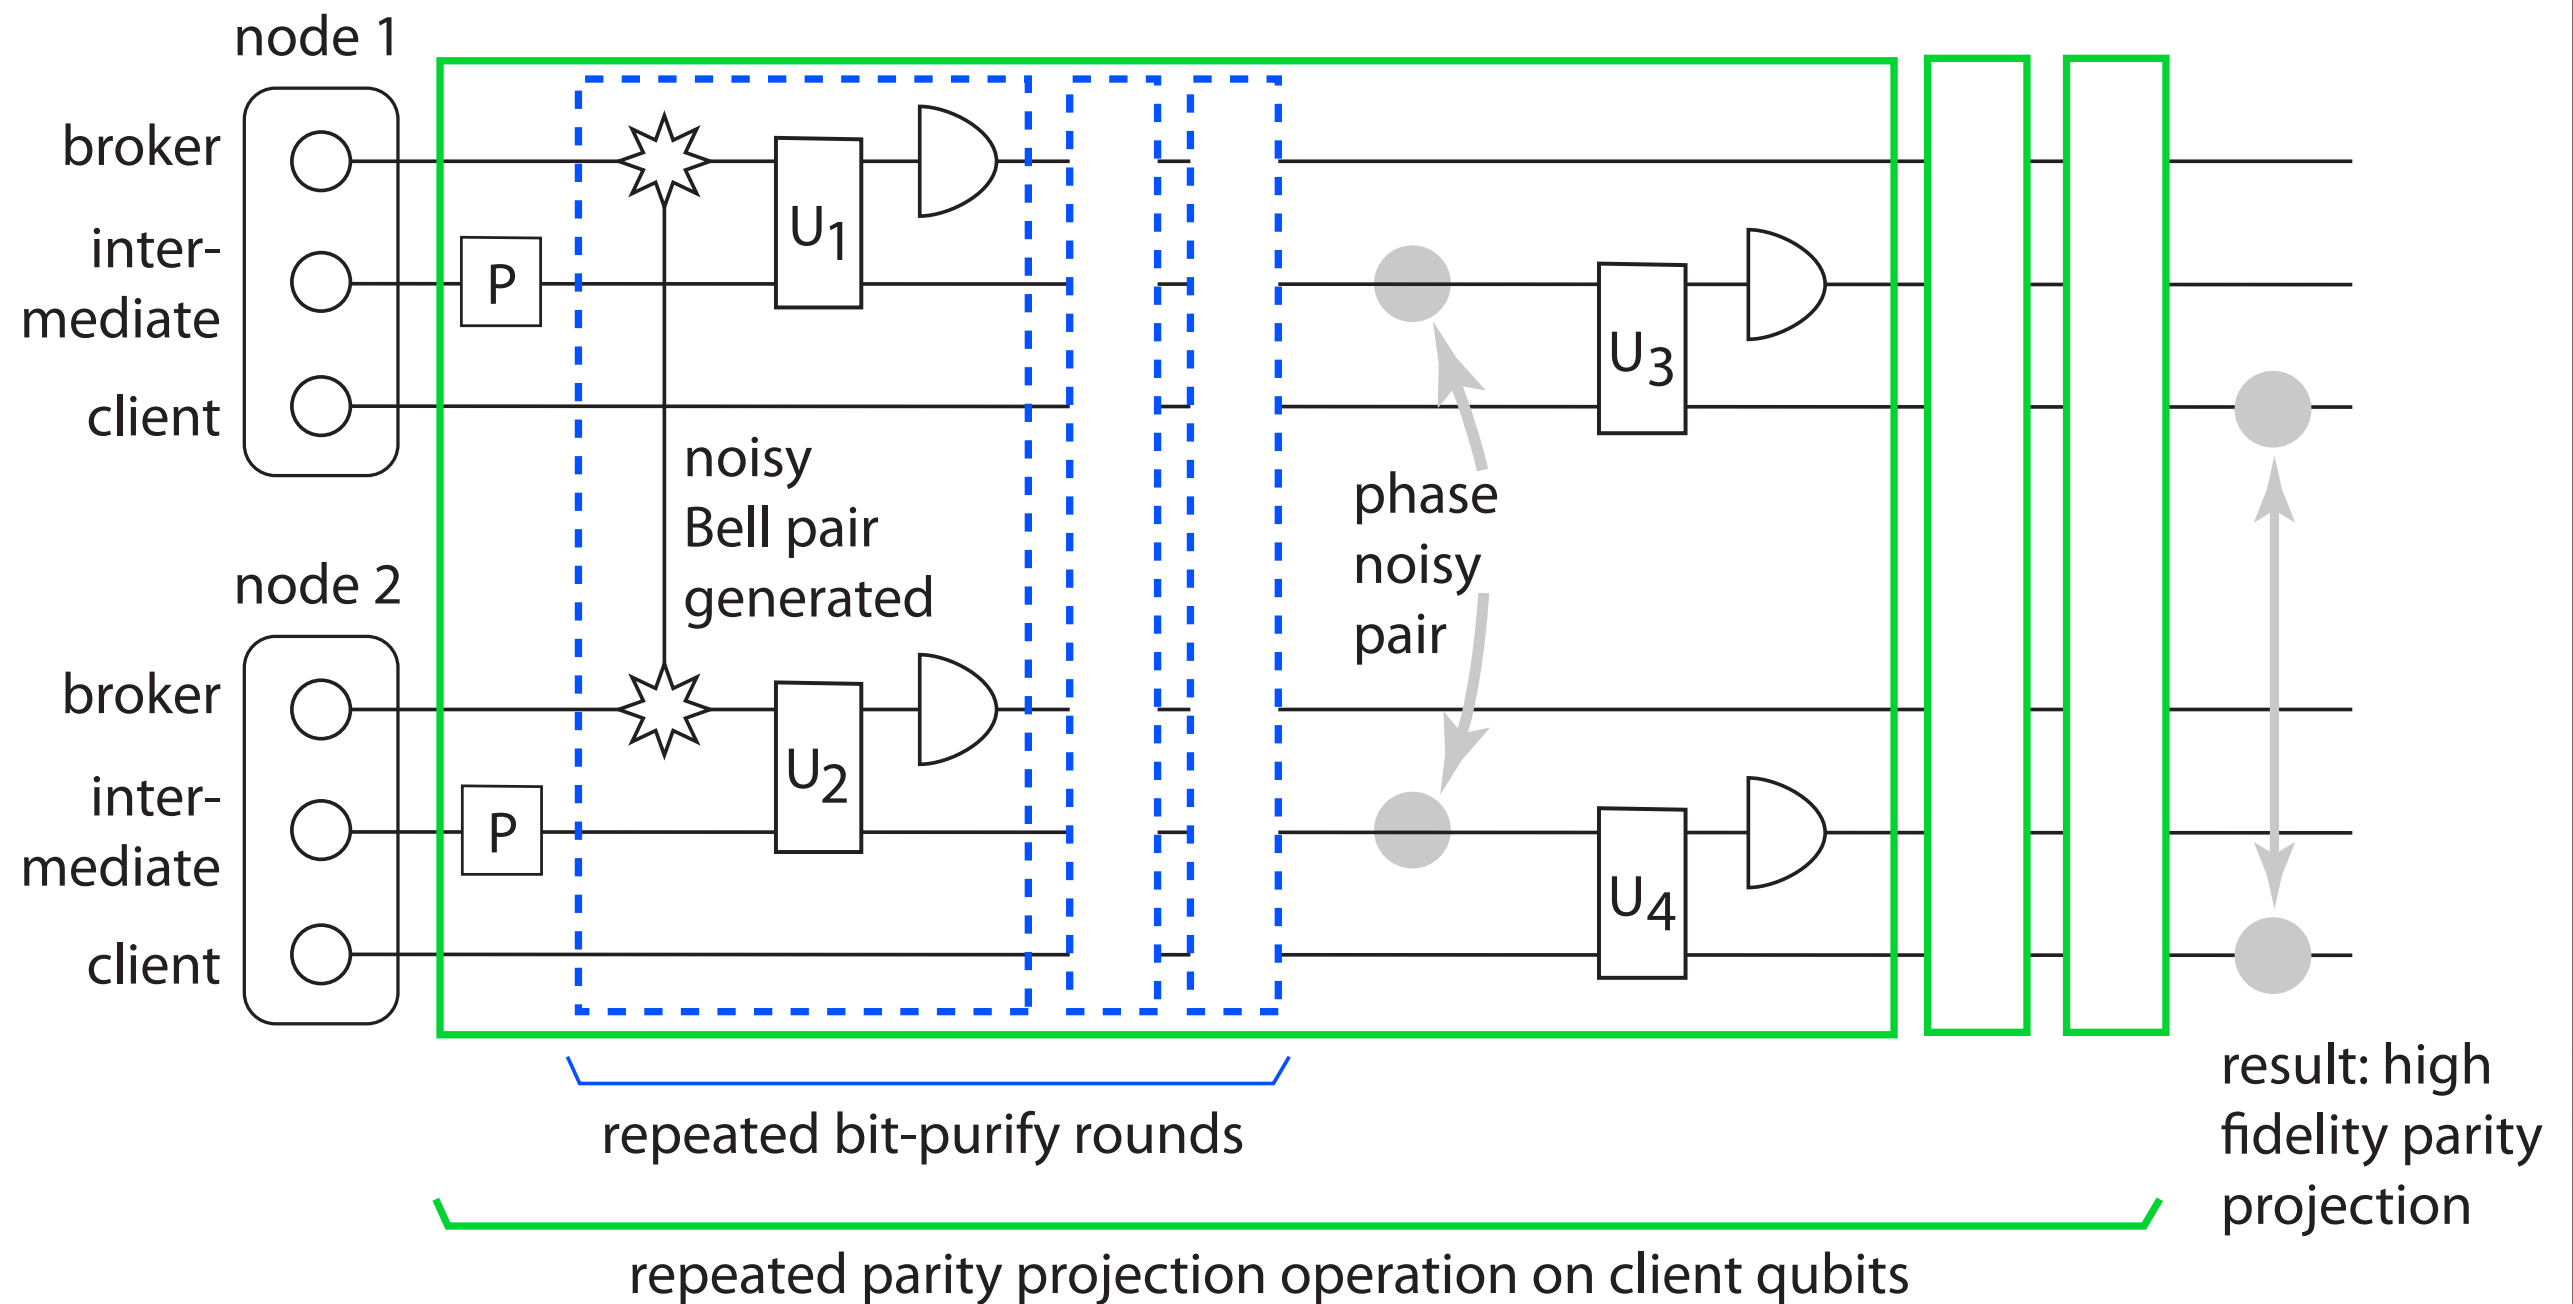 node 1
broker
inter-
mediate
client
P
U1
noisy
Bell pair
generated
phase
noisy
pair
U3
node 2
broker
inter-
mediate
client
P
U2
U4
repeated bit-purify rounds
repeated parity projection operation on client qubits
result: high
fidelity parity
projection